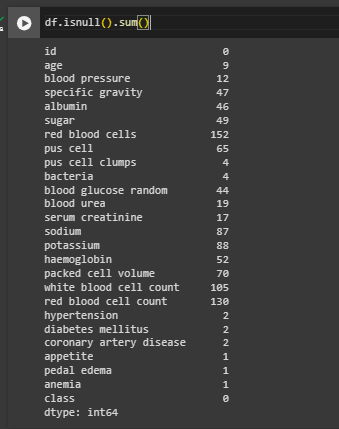 df.isnull().sum()
id 0
age 9
blood pressure 12
specific gravity 47
albumin 46
sugar 49
red blood cells 152
pus cell 65
pus cell clumps 4
bacteria 4
blood glucose random 44
blood urea 19
serum creatinine 17
sodium 87
potassium 88
haemoglobin 52
packed cell volume 70
white blood cell count 105
red blood cell count 130
hypertension 2
diabetes mellitus 2
coronary artery disease 2
appetite 1
pedal edema 1
anemia 1
class 0
dtype: int64